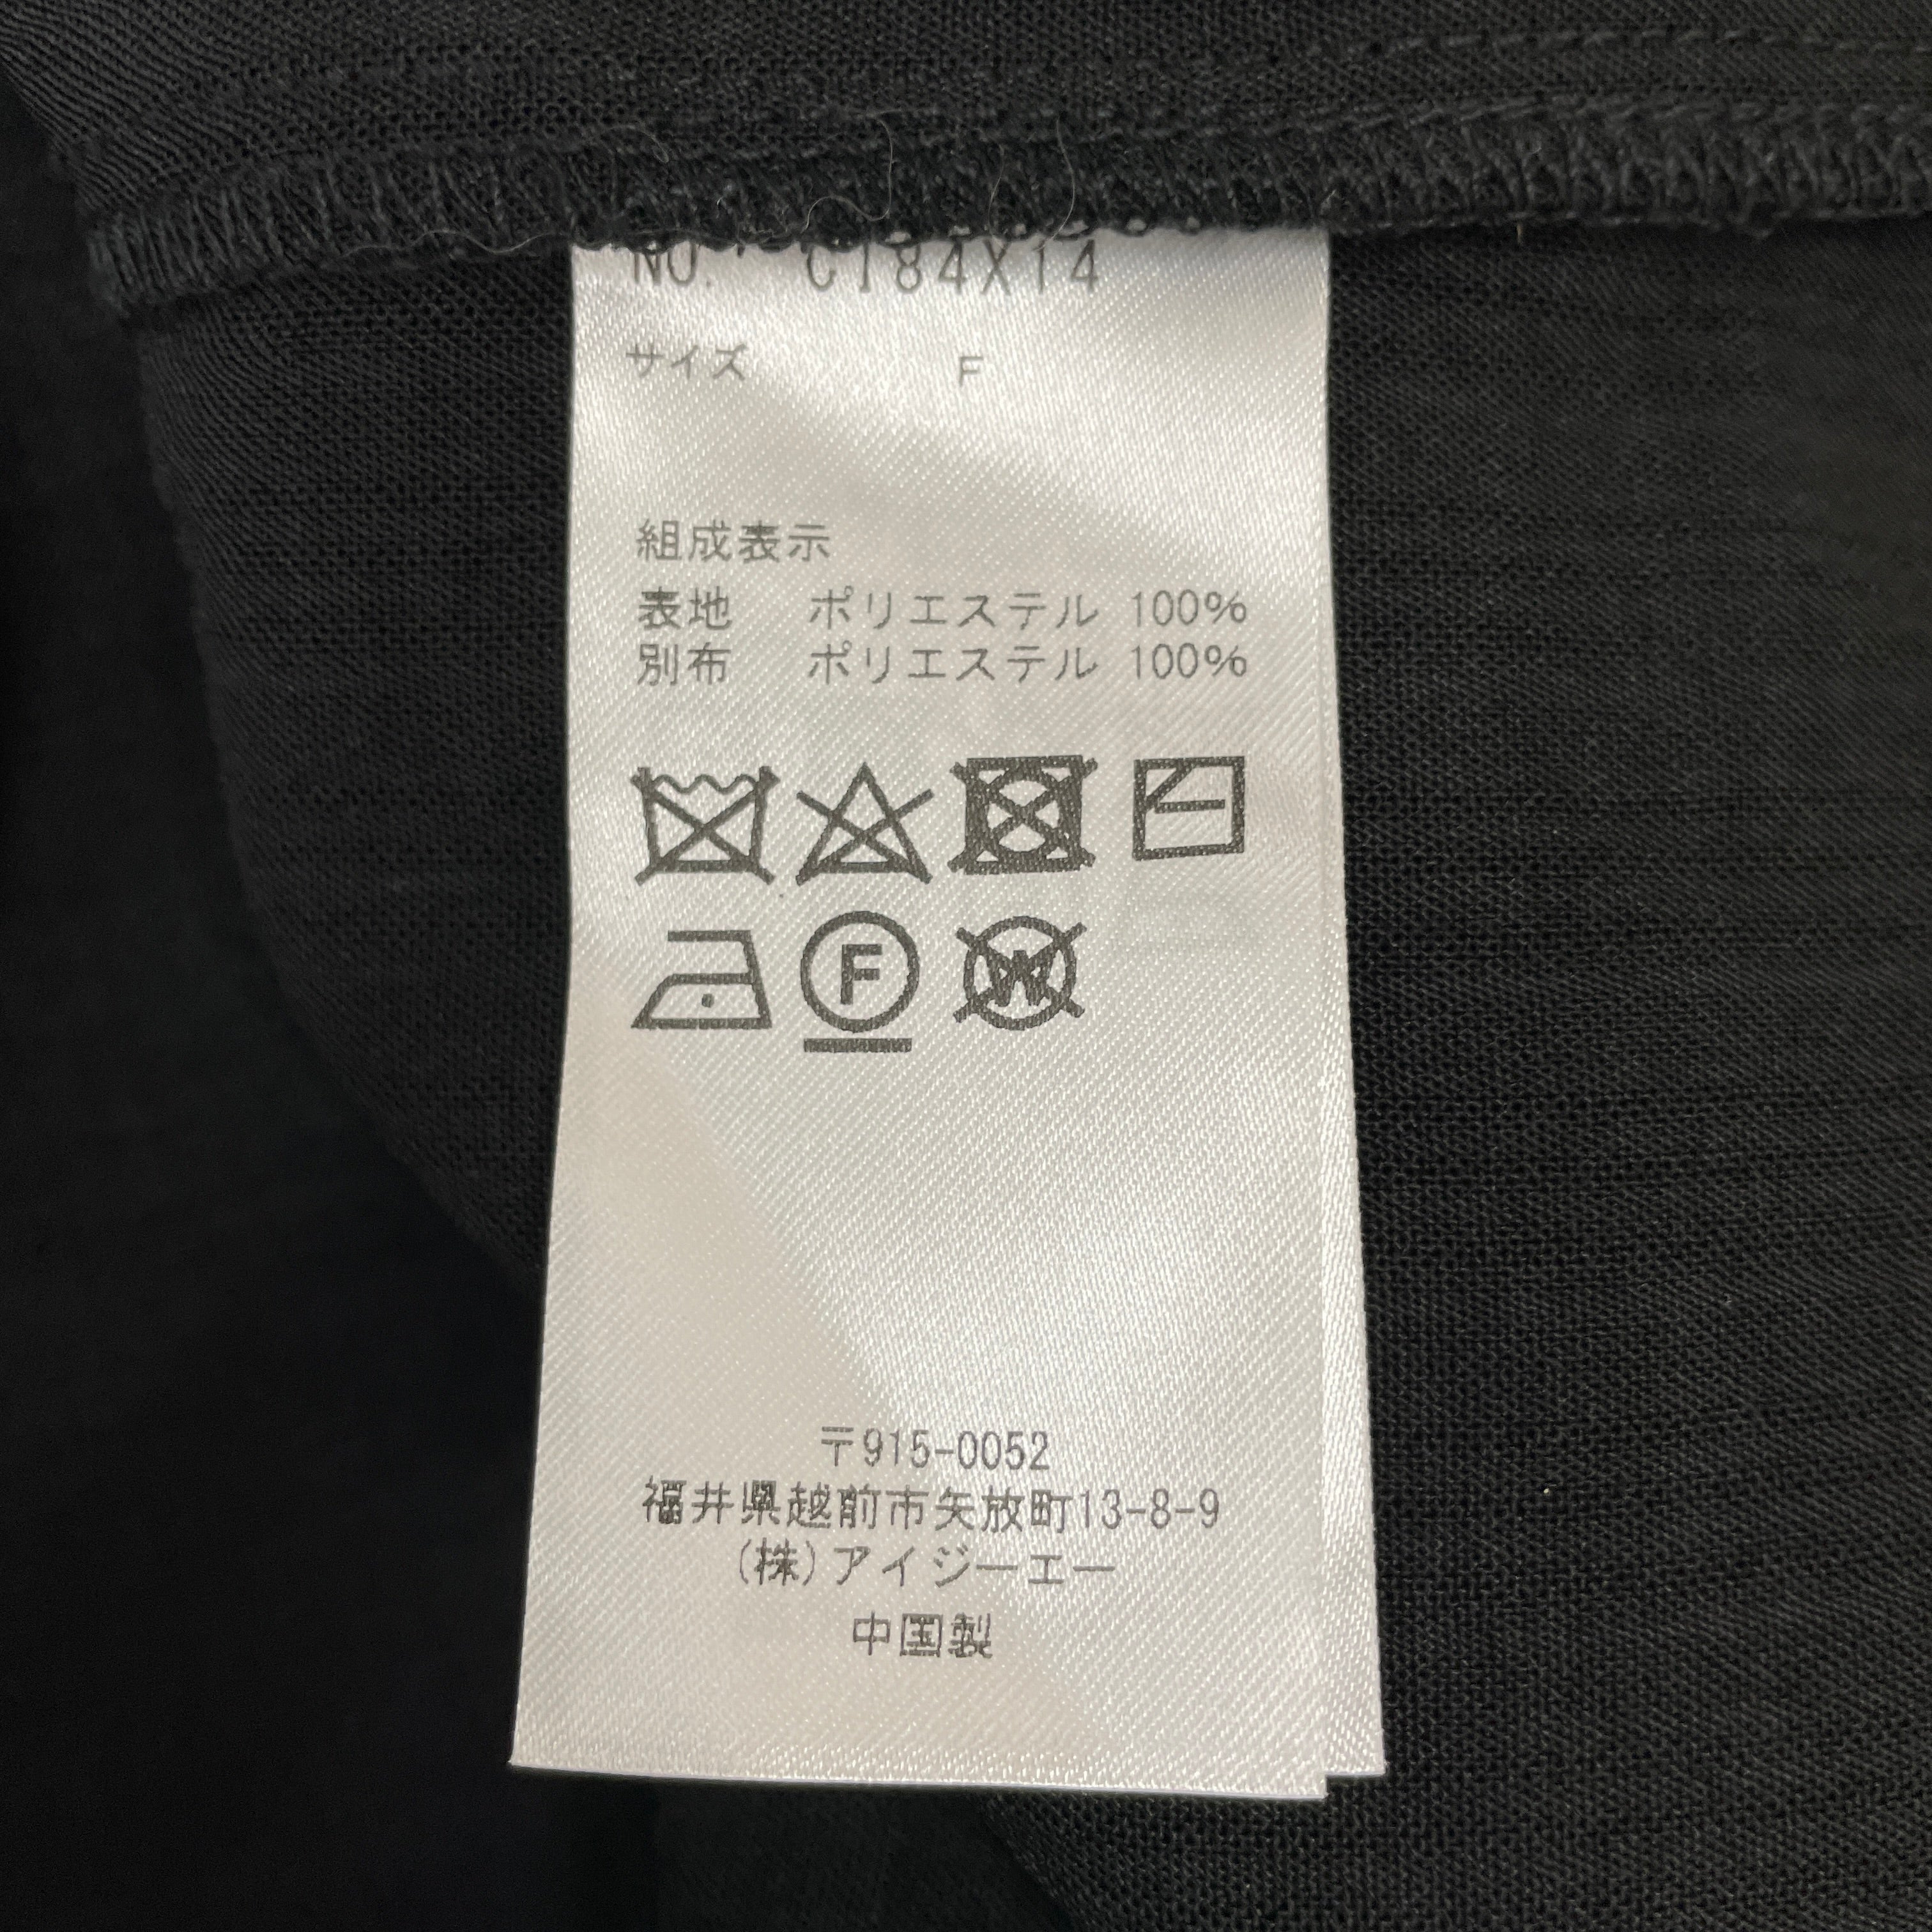 NO. C184X14
サイズ F
組成表示
表地 ポリエステル 100%
別布 ポリエステル 100%
F
W
〒915-0052
福井県越前市矢放町13-8-9
(株)アイジーエー
中国製